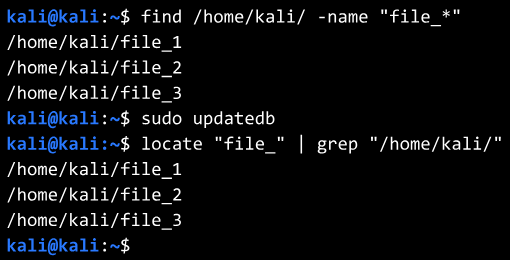 kali@kali:~$ find /home/kali/ -name "file_*"
/home/kali/file_1
/home/kali/file_2
/home/kali/file_3
kali@kali:~$ sudo updatedb
kali@kali:~$ locate "file_" | grep "/home/kali/"
/home/kali/file_1
/home/kali/file_2
/home/kali/file_3
kali@kali:~$